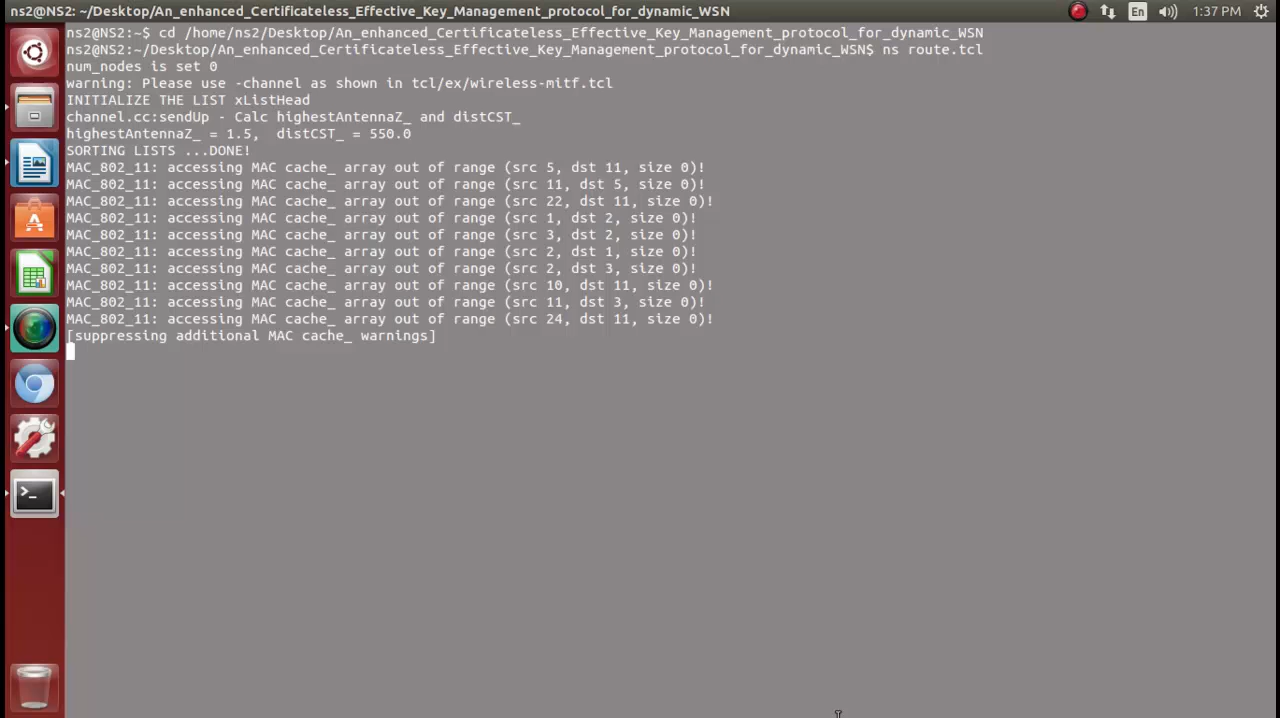 ns2@NS2: ~/Desktop/An_enhanced_Certificateless_Effective_Key_Management_protocol_for_dynamic_WSN
En
1:37 PM
ns2@NS2:~$ cd /home/ns2/Desktop/An_enhanced_Certificateless_Effective_Key_Management_protocol_for_dynamic_WSN
ns2@NS2:~/Desktop/An_enhanced_Certificateless_Effective_Key_Management_protocol_for_dynamic_WSN$ ns route.tcl
num_nodes is set 0
warning: Please use -channel as shown in tcl/ex/wireless-mitf.tcl
INITIALIZE THE LIST xListHead
channel.cc:sendUp - Calc highestAntennaZ_ and distCST_
highestAntennaZ_ = 1.5,  distCST_ = 550.0
SORTING LISTS ...DONE!
MAC_802_11: accessing MAC cache_ array out of range (src 5, dst 11, size 0)!
MAC_802_11: accessing MAC cache_ array out of range (src 11, dst 5, size 0)!
MAC_802_11: accessing MAC cache_ array out of range (src 22, dst 11, size 0)!
MAC_802_11: accessing MAC cache_ array out of range (src 1, dst 2, size 0)!
MAC_802_11: accessing MAC cache_ array out of range (src 3, dst 2, size 0)!
MAC_802_11: accessing MAC cache_ array out of range (src 2, dst 1, size 0)!
MAC_802_11: accessing MAC cache_ array out of range (src 2, dst 3, size 0)!
MAC_802_11: accessing MAC cache_ array out of range (src 10, dst 11, size 0)!
MAC_802_11: accessing MAC cache_ array out of range (src 11, dst 3, size 0)!
MAC_802_11: accessing MAC cache_ array out of range (src 24, dst 11, size 0)!
[suppressing additional MAC cache_ warnings]